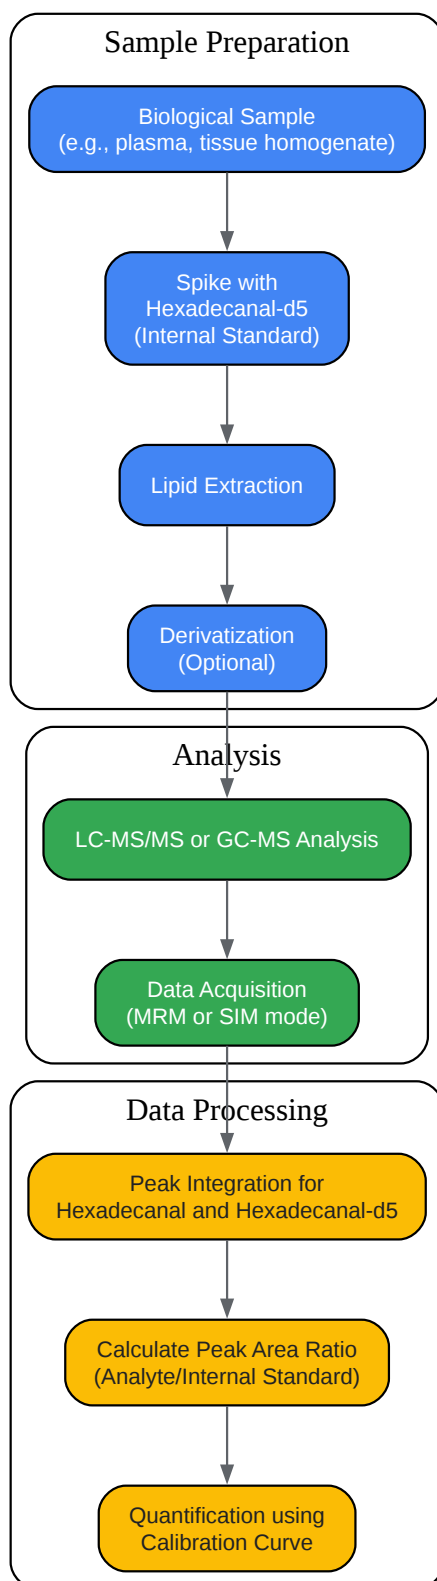 Sample Preparation
Biological Sample
(e.g., plasma, tissue homogenate)
Spike with
Hexadecanal-d5
(Internal Standard)
Lipid Extraction
Derivatization
(Optional)
Analysis
LC-MS/MS or GC-MS Analysis
Data Acquisition
(MRM or SIM mode)
Data Processing
Peak Integration for
Hexadecanal and Hexadecanal-d5
Calculate Peak Area Ratio
(Analyte/Internal Standard)
Quantification using
Calibration Curve